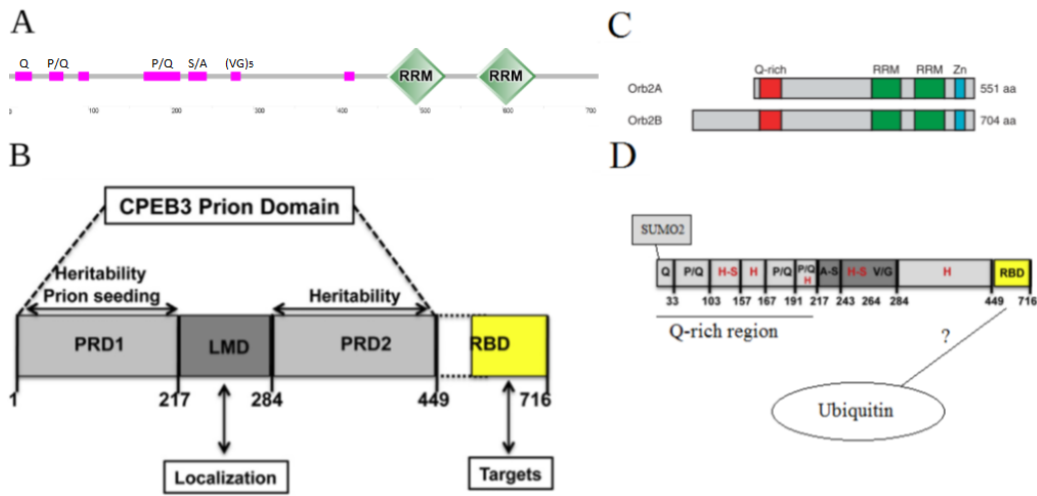 A
Q P/Q P/Q S/A (VG)₅
RRM RRM
0 100 200 300 400 500 600 700
B
CPEB3 Prion Domain
Heritability
Prion seeding
Heritability
PRD1 LMD PRD2 RBD
1 217 284 449 716
Localization
Targets
C
Q-rich RRM RRM Zn
Orb2A 551 aa
Orb2B 704 aa
D
SUMO2
Q P/Q H-S H P/Q P/Q H A-S H-S V/G H RBD
33 103 157 167 191 217 243 264 284 449 716
Q-rich region
?
Ubiquitin